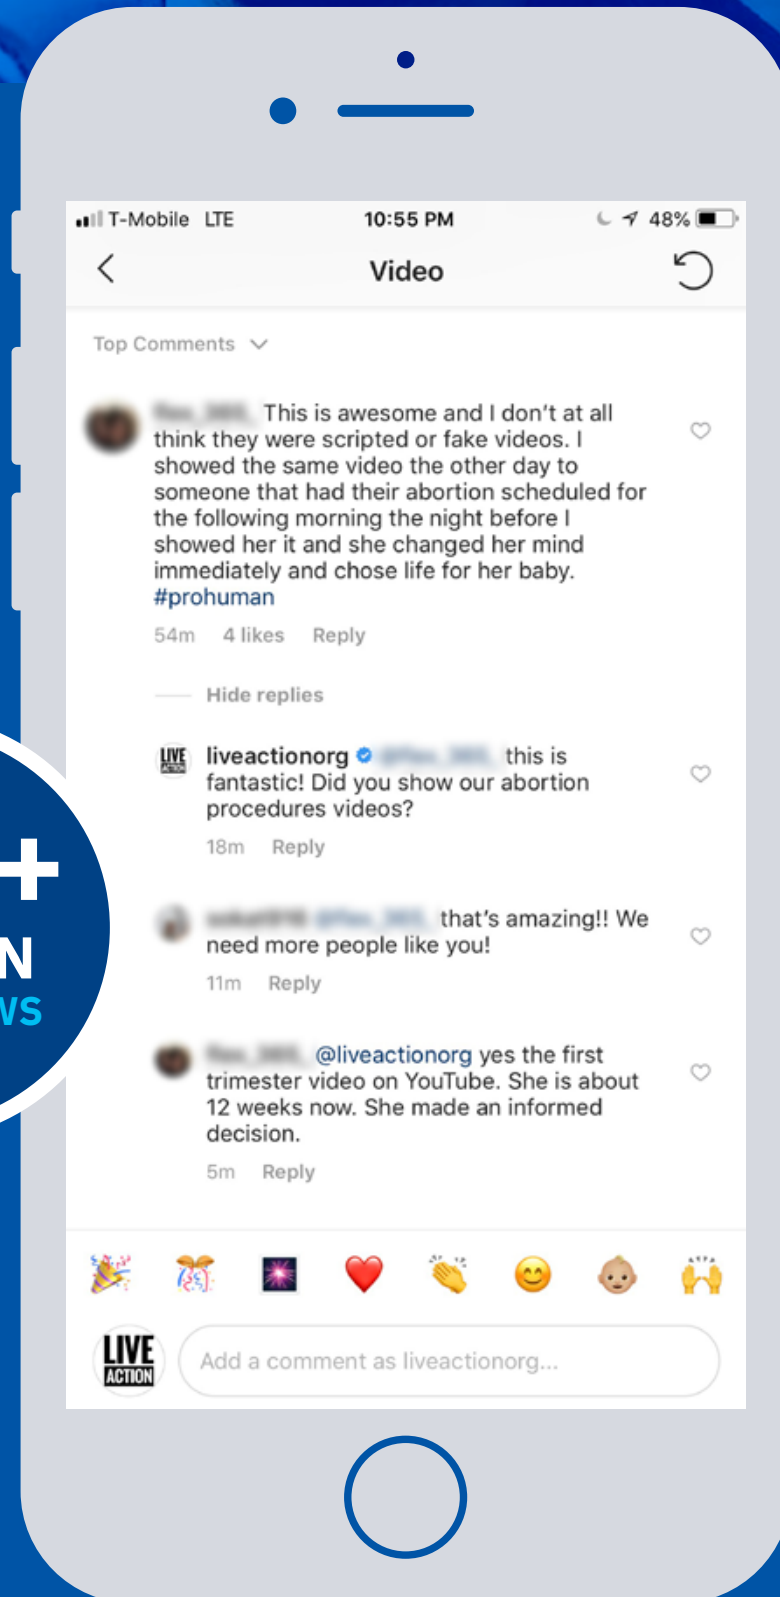 T-Mobile LTE 10:55 PM 48%
Video
Top Comments
This is awesome and I don't at all
think they were scripted or fake videos. I
showed the same video the other day to
someone that had their abortion scheduled for
the following morning the night before I
showed her it and she changed her mind
immediately and chose life for her baby.
#prohuman
54m 4 likes Reply
Hide replies
LIVE
ACTION
liveactionorg this is
fantastic! Did you show our abortion
procedures videos?
18m Reply
that's amazing!! We
need more people like you!
11m Reply
@liveactionorg yes the first
trimester video on YouTube. She is about
12 weeks now. She made an informed
decision.
5m Reply
+
N
WS
LIVE
ACTION
Add a comment as liveactionorg...